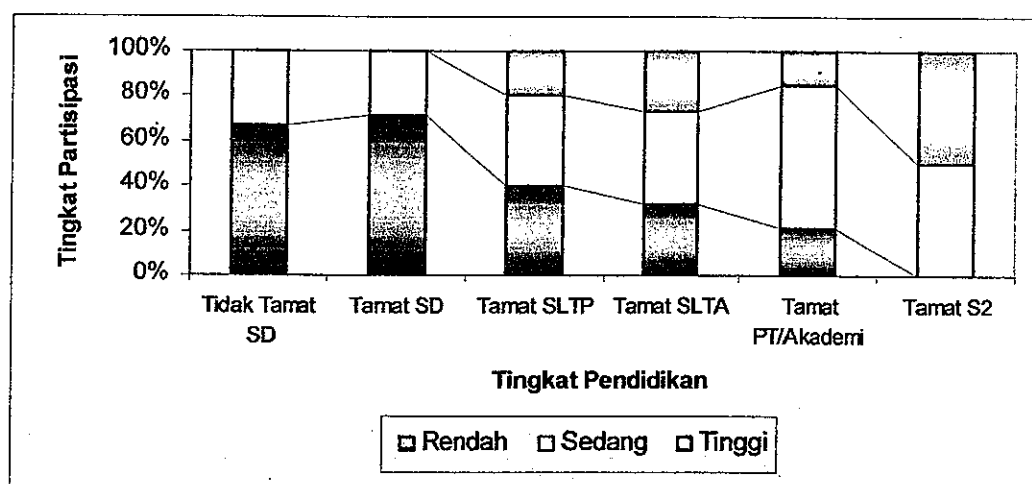 Tingkat Partisipasi
100%
80%
60%
40%
20%
0%
Tidak Tamat SD
Tamat SD
Tamat SLTP
Tamat SLTA
Tamat PT/Akademi
Tamat S2
Tingkat Pendidikan
Rendah Sedang Tinggi